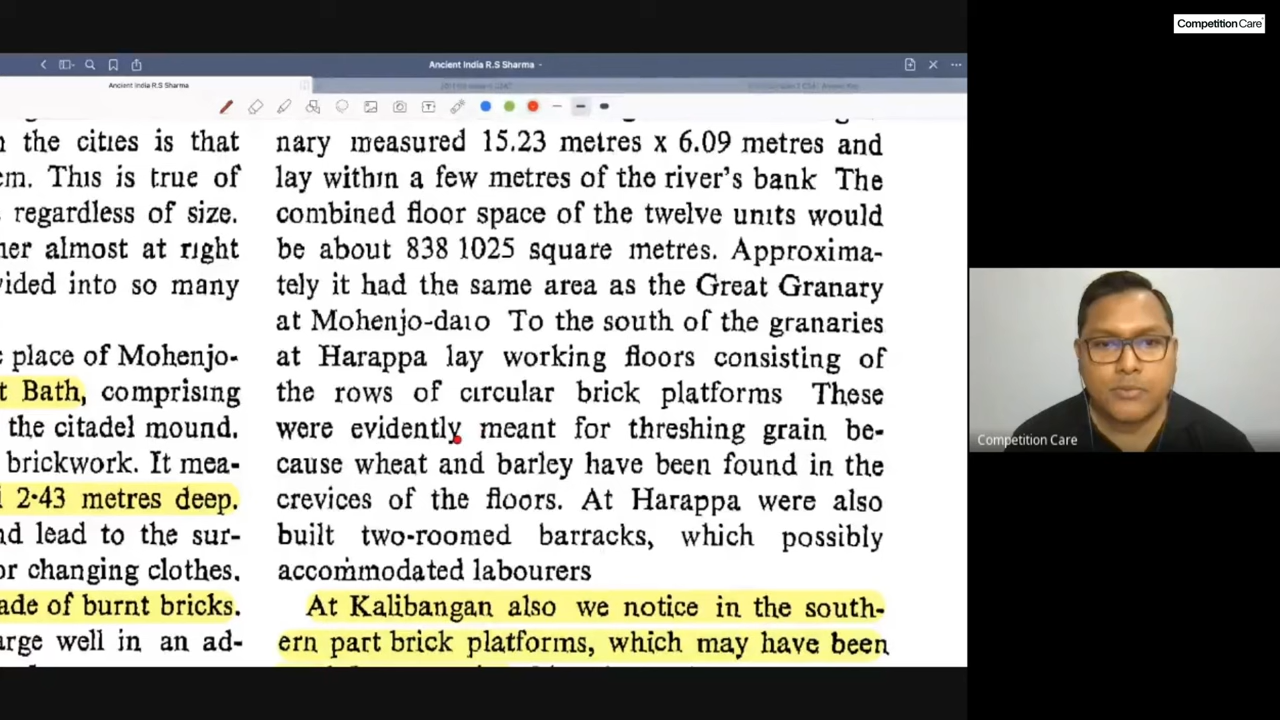 CompetitionCare
Ancient India R.S Sharma
Ancient India R.S Sharma
n the cities is that
em. This is true of
regardless of size.
her almost at right
vided into so many
place of Mohenjo-
t Bath, comprising
the citadel mound.
brickwork. It mea-
2·43 metres deep.
nd lead to the sur-
or changing clothes.
ade of burnt bricks.
arge well in an ad-
nary measured 15.23 metres x 6.09 metres and
lay within a few metres of the river's bank The
combined floor space of the twelve units would
be about 838 1025 square metres. Approxima-
tely it had the same area as the Great Granary
at Mohenjo-daro To the south of the granaries
at Harappa lay working floors consisting of
the rows of circular brick platforms These
were evidently meant for threshing grain be-
cause wheat and barley have been found in the
crevices of the floors. At Harappa were also
built two-roomed barracks, which possibly
accommodated labourers
At Kalibangan also we notice in the south-
ern part brick platforms, which may have been
Competition Care